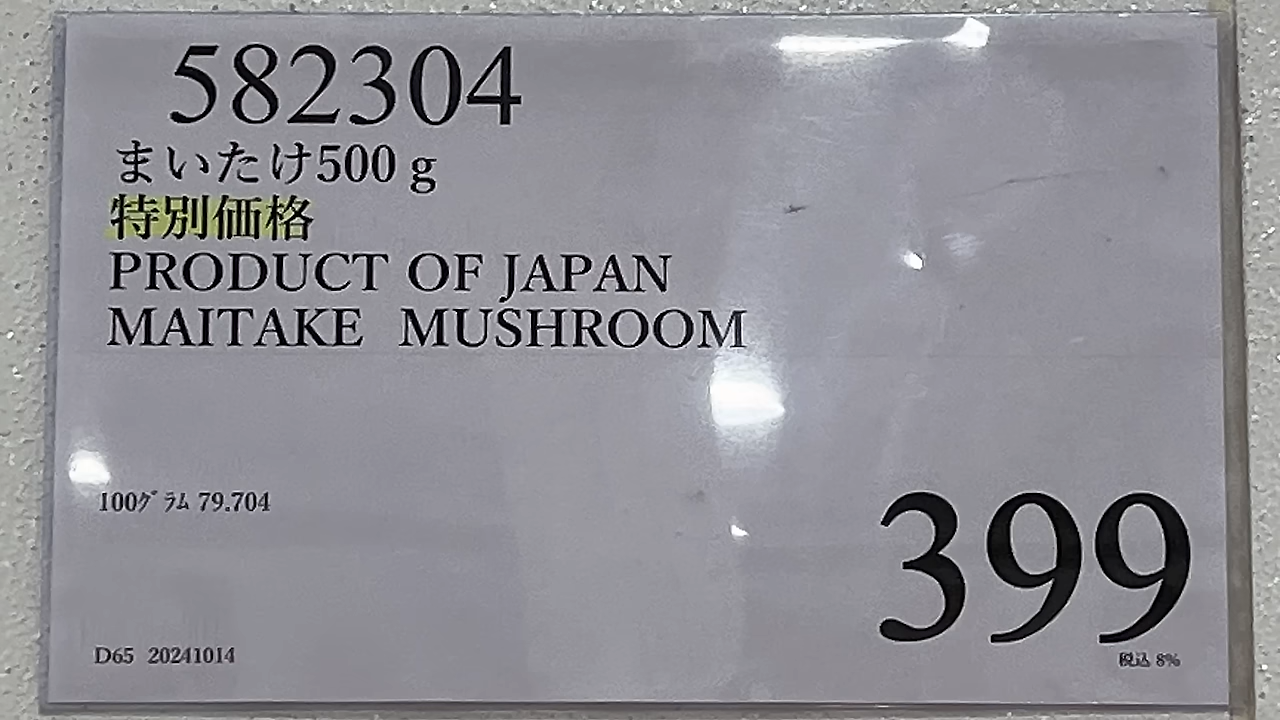 582304
まいたけ500ｇ
特別価格
PRODUCT OF JAPAN
MAITAKE MUSHROOM
100ｸﾞﾗﾑ 79.704
399
税込 8%
D65 20241014